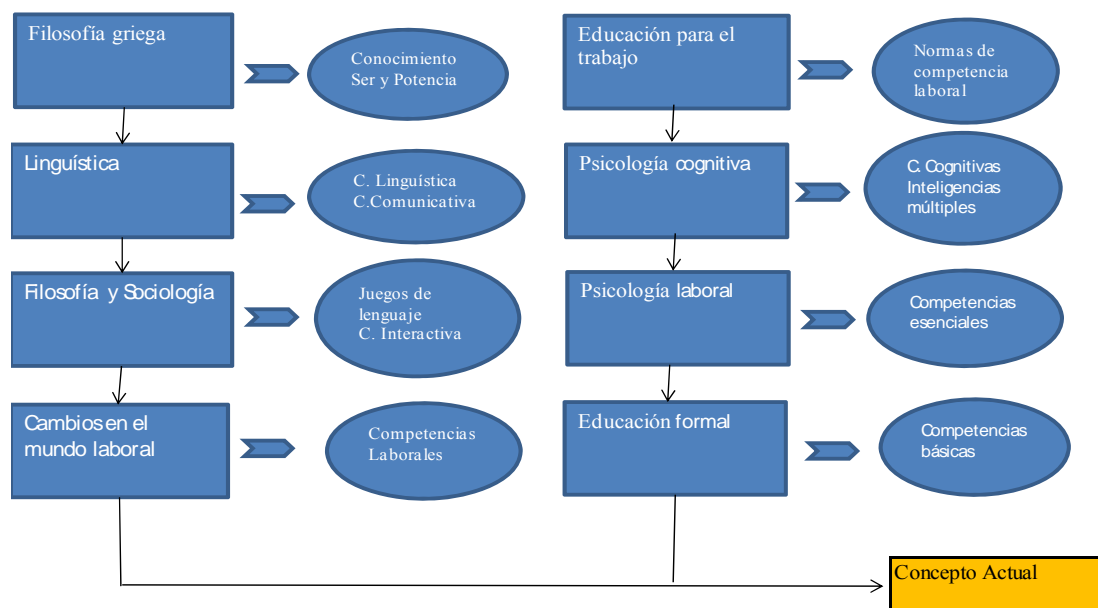 Filosofía griega
Conocimiento
Ser y Potencia
Linguística
C. Linguística
C.Comunicativa
Filosofía y Sociología
Juegos de
lenguaje
C. Interactiva
Cambios en el
mundo laboral
Competencias
Laborales
Educación para el
trabajo
Normas de
competencia
laboral
Psicología cognitiva
C. Cognitivas
Inteligencias
múltiples
Psicología laboral
Competencias
esenciales
Educación formal
Competencias
básicas
Concepto Actual